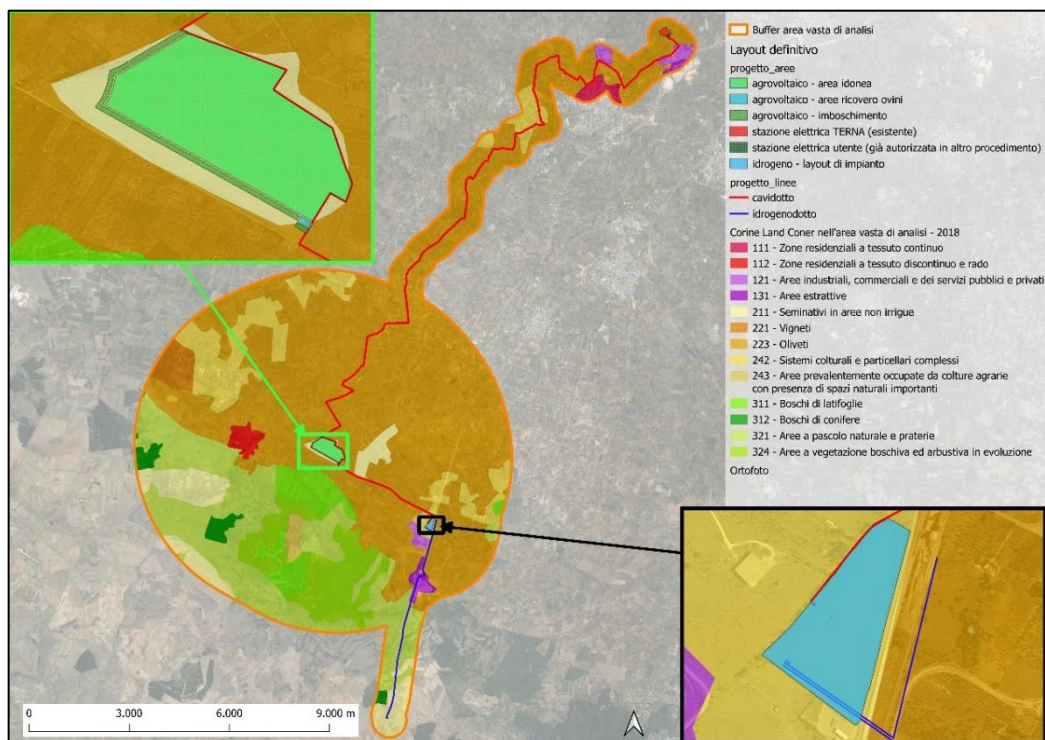 Buffer area vasta di analisi
Layout definitivo
progetto_aree
agrovoltaico - area idonea
agrovoltaico - aree ricovero ovini
agrovoltaico - imboschimento
stazione elettrica TERNA (esistente)
stazione elettrica utente (già autorizzata in altro procedimento)
idrogeno - layout di impianto
progetto_linee
cavidotto
idrogenodotto
Corine Land Coner nell'area vasta di analisi - 2018
111 - Zone residenziali a tessuto continuo
112 - Zone residenziali a tessuto discontinuo e rado
121 - Aree industriali, commerciali e dei servizi pubblici e privati
131 - Aree estrattive
211 - Seminativi in aree non irrigue
221 - Vigneti
223 - Oliveti
242 - Sistemi colturali e particellari complessi
243 - Aree prevalentemente occupate da colture agrarie
con presenza di spazi naturali importanti
311 - Boschi di latifoglie
312 - Boschi di conifere
321 - Aree a pascolo naturale e praterie
324 - Aree a vegetazione boschiva ed arbustiva in evoluzione
Ortofoto
0 3.000 6.000 9.000 m